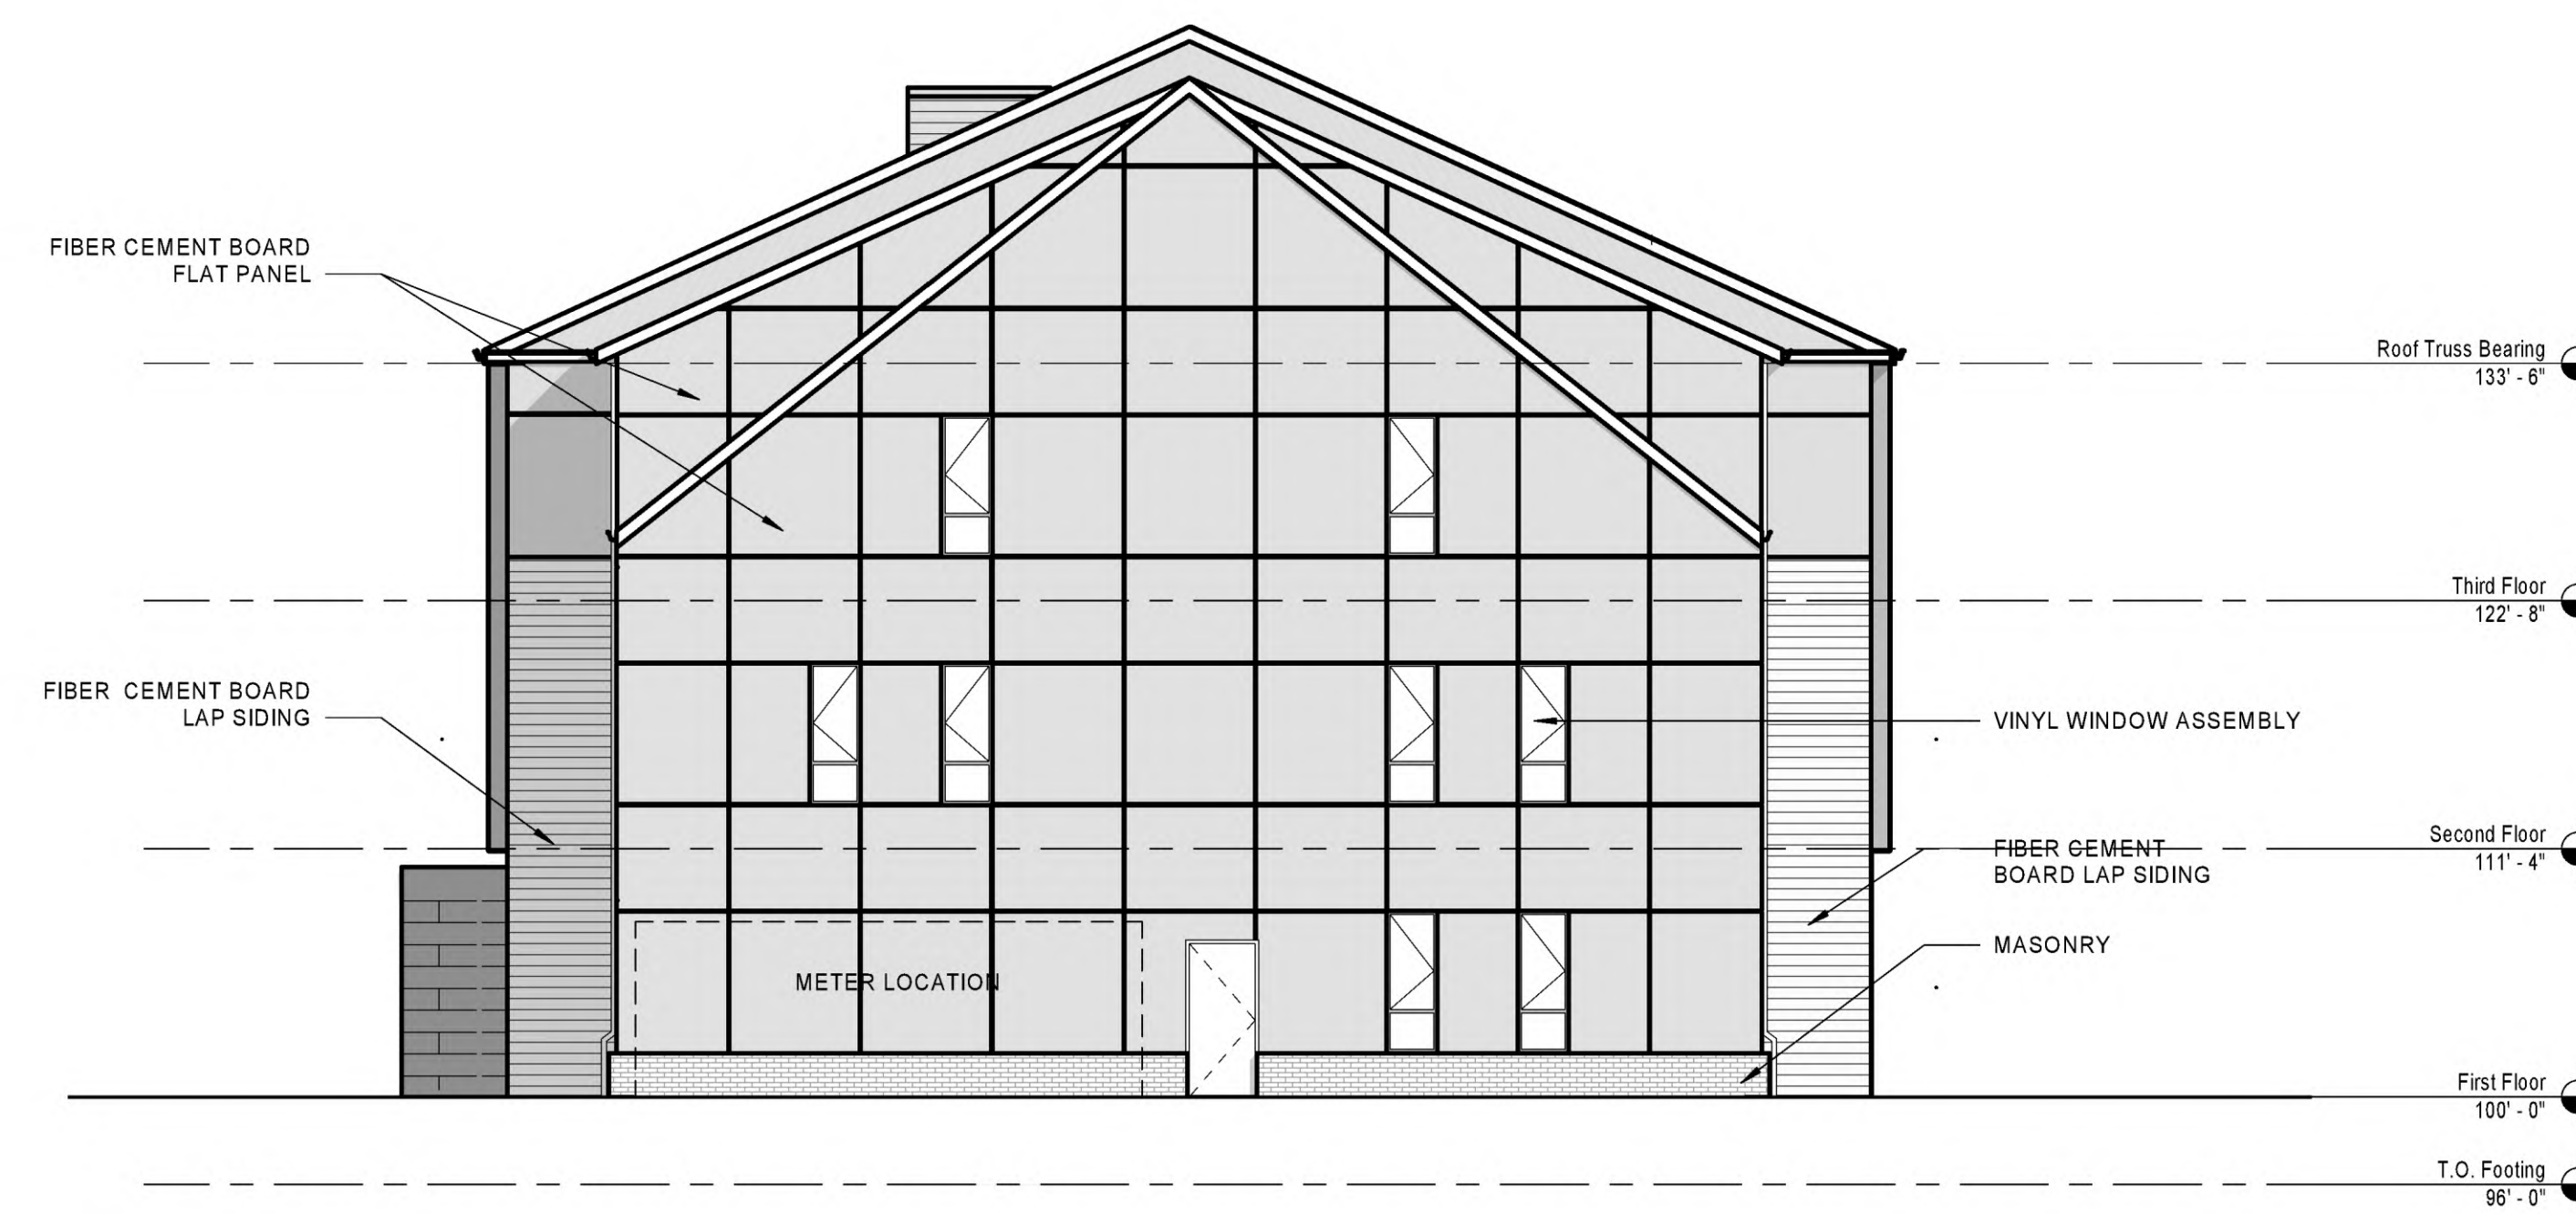 FIBER CEMENT BOARD
FLAT PANEL
Roof Truss Bearing
133' - 6"
Third Floor
122' - 8"
FIBER CEMENT BOARD
LAP SIDING
VINYL WINDOW ASSEMBLY
Second Floor
111' - 4"
FIBER CEMENT
BOARD LAP SIDING
MASONRY
METER LOCATION
First Floor
100' - 0"
T.O. Footing
96' - 0"